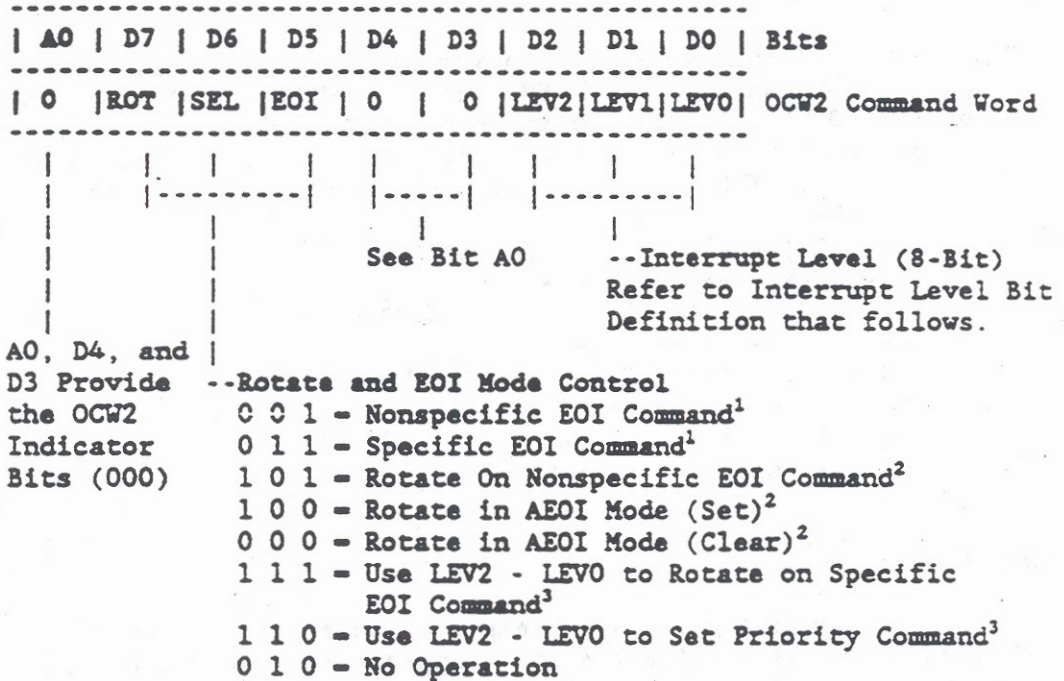 | A0 | D7 | D6 | D5 | D4 | D3 | D2 | D1 | D0 | Bits
| 0 |ROT |SEL |EOI | 0 | 0 |LEV2|LEV1|LEV0| OCW2 Command Word
See Bit A0 --Interrupt Level (8-Bit)
Refer to Interrupt Level Bit
Definition that follows.
A0, D4, and
D3 Provide --Rotate and EOI Mode Control
the OCW2 0 0 1 = Nonspecific EOI Command¹
Indicator 0 1 1 = Specific EOI Command¹
Bits (000) 1 0 1 = Rotate On Nonspecific EOI Command²
1 0 0 = Rotate in AEOI Mode (Set)²
0 0 0 = Rotate in AEOI Mode (Clear)²
1 1 1 = Use LEV2 - LEV0 to Rotate on Specific
EOI Command³
1 1 0 = Use LEV2 - LEV0 to Set Priority Command³
0 1 0 = No Operation